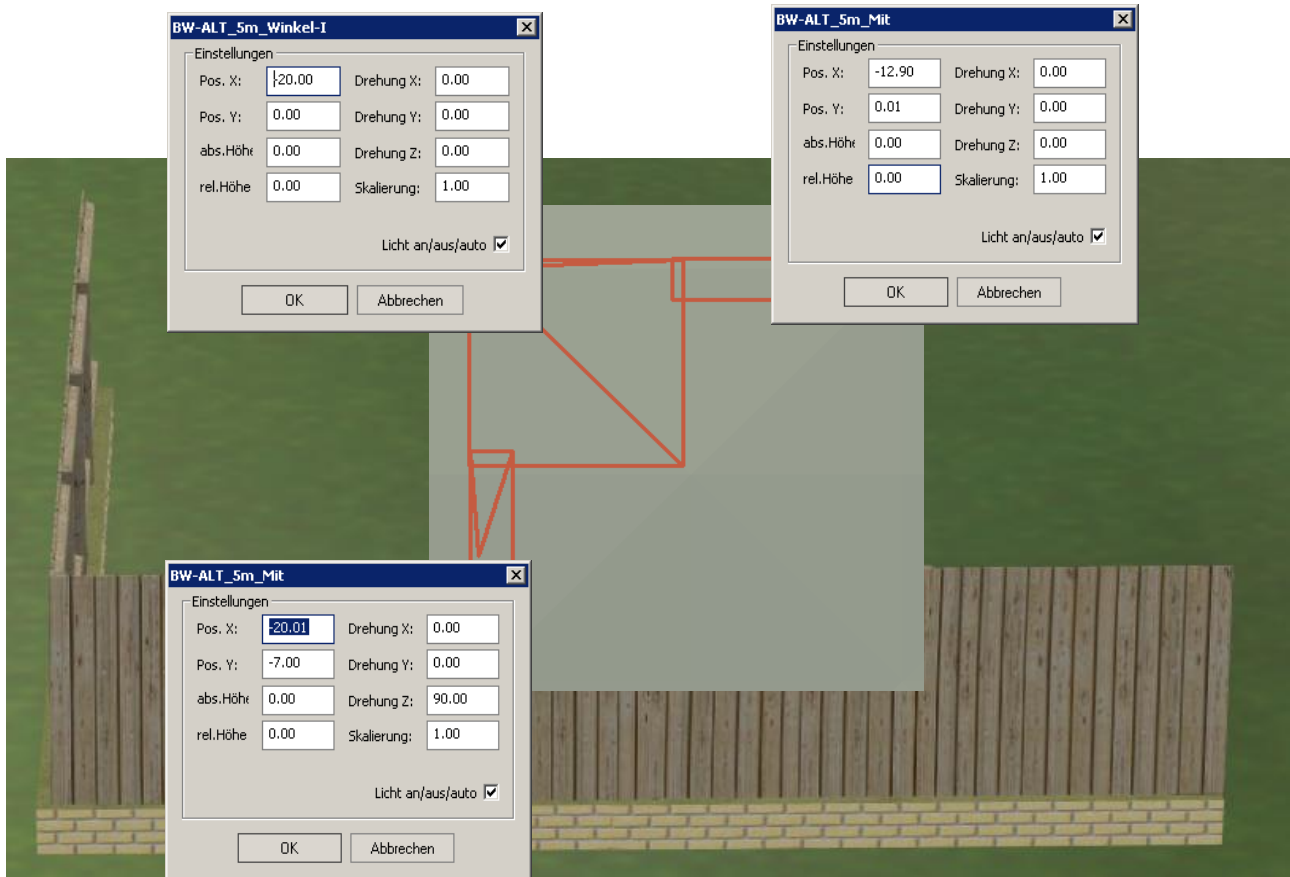 BW-ALT_5m_Winkel-I
Einstellungen
Pos. X: -20.00 Drehung X: 0.00
Pos. Y: 0.00 Drehung Y: 0.00
abs.Höhe 0.00 Drehung Z: 0.00
rel.Höhe 0.00 Skalierung: 1.00
Licht an/aus/auto
OK Abbrechen
BW-ALT_5m_Mit
Einstellungen
Pos. X: -12.90 Drehung X: 0.00
Pos. Y: 0.01 Drehung Y: 0.00
abs.Höhe 0.00 Drehung Z: 0.00
rel.Höhe 0.00 Skalierung: 1.00
Licht an/aus/auto
OK Abbrechen
BW-ALT_5m_Mit
Einstellungen
Pos. X: -20.01 Drehung X: 0.00
Pos. Y: -7.00 Drehung Y: 0.00
abs.Höhe 0.00 Drehung Z: 90.00
rel.Höhe 0.00 Skalierung: 1.00
Licht an/aus/auto
OK Abbrechen